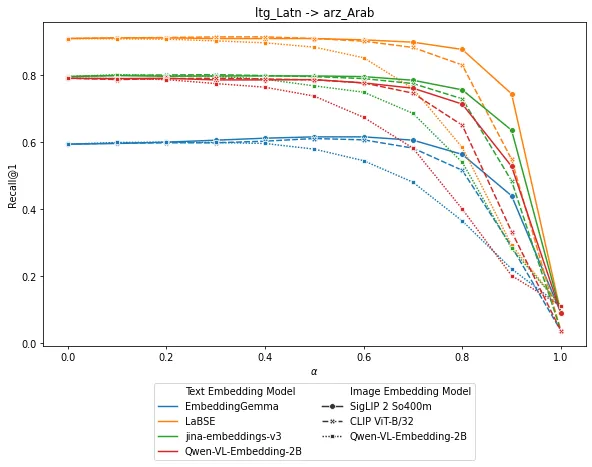 ltg_Latn -> arz_Arab
Recall@1
0.8
0.6
0.4
0.2
0.0
0.0 0.2 0.4 0.6 0.8 1.0
α
Text Embedding Model
EmbeddingGemma
LaBSE
jina-embeddings-v3
Qwen-VL-Embedding-2B
Image Embedding Model
SigLIP 2 So400m
CLIP ViT-B/32
Qwen-VL-Embedding-2B